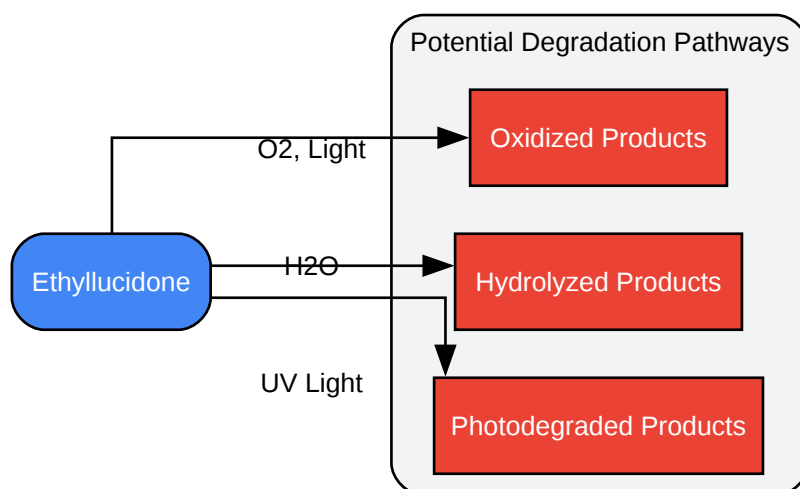 Potential Degradation Pathways
Oxidized Products
O2, Light
Ethyllucidone
H2O
Hydrolyzed Products
UV Light
Photodegraded Products